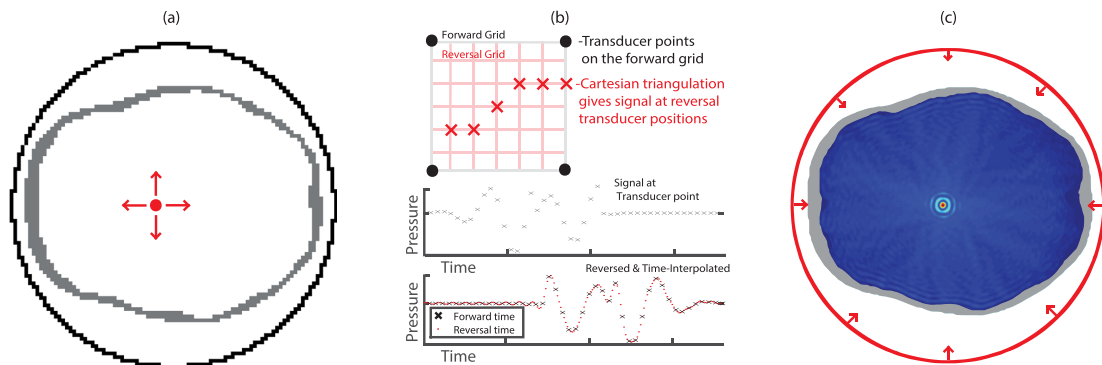 (a)
(b)
Forward Grid
Reversal Grid
-Transducer points
on the forward grid
-Cartesian triangulation
gives signal at reversal
transducer positions
Signal at
Transducer point
Pressure
Time
Reversed & Time-Interpolated
Pressure
Forward time
Reversal time
Time
(c)